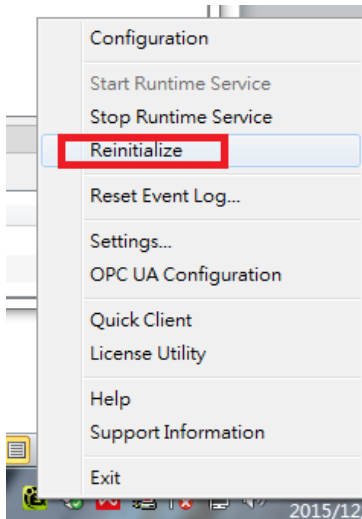 Configuration
Start Runtime Service
Stop Runtime Service
Reinitialize
Reset Event Log...
Settings...
OPC UA Configuration
Quick Client
License Utility
Help
Support Information
Exit
2015/12